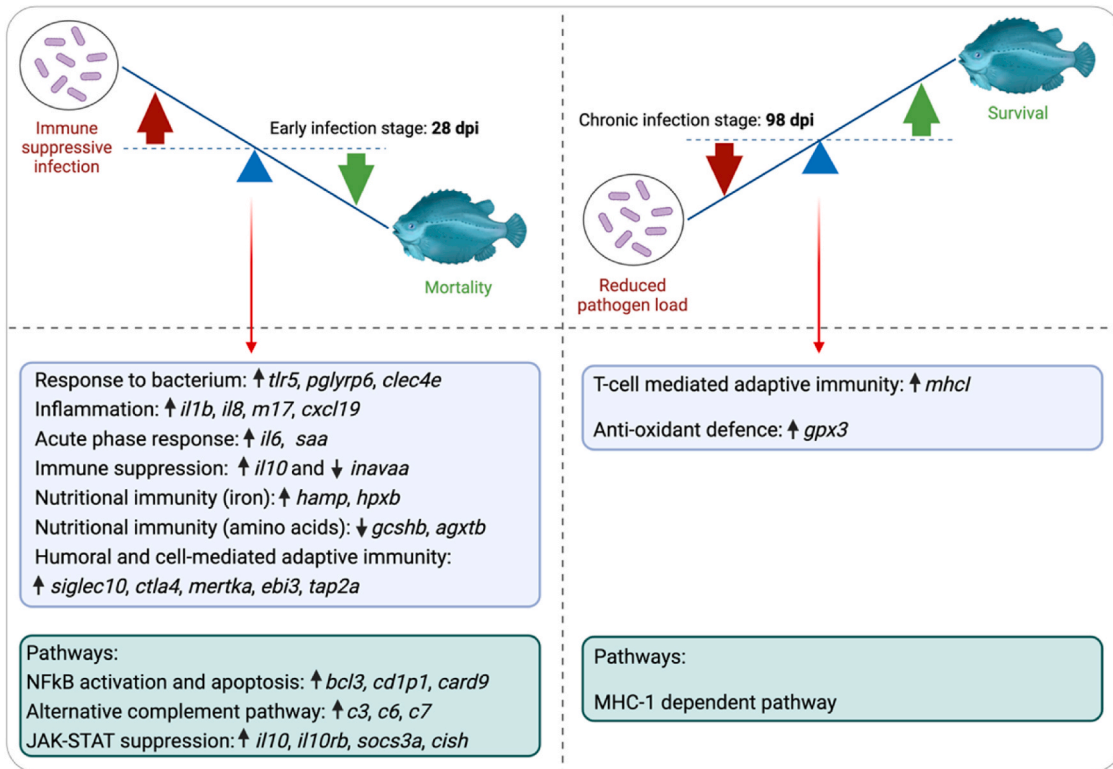 Immune
suppressive
infection
Early infection stage: 28 dpi
Mortality
Chronic infection stage: 98 dpi
Survival
Reduced
pathogen load
Response to bacterium: ↑ tlr5, pglyrp6, clec4e
Inflammation: ↑ il1b, il8, m17, cxcl19
Acute phase response: ↑ il6, saa
Immune suppression: ↑ il10 and ↓ inavaa
Nutritional immunity (iron): ↑ hamp, hpxb
Nutritional immunity (amino acids): ↓ gcshb, agxtb
Humoral and cell-mediated adaptive immunity:
↑ siglec10, ctla4, mertka, ebi3, tap2a
T-cell mediated adaptive immunity: ↑ mhcI
Anti-oxidant defence: ↑ gpx3
Pathways:
NFkB activation and apoptosis: ↑ bcl3, cd1p1, card9
Alternative complement pathway: ↑ c3, c6, c7
JAK-STAT suppression: ↑ il10, il10rb, socs3a, cish
Pathways:
MHC-1 dependent pathway